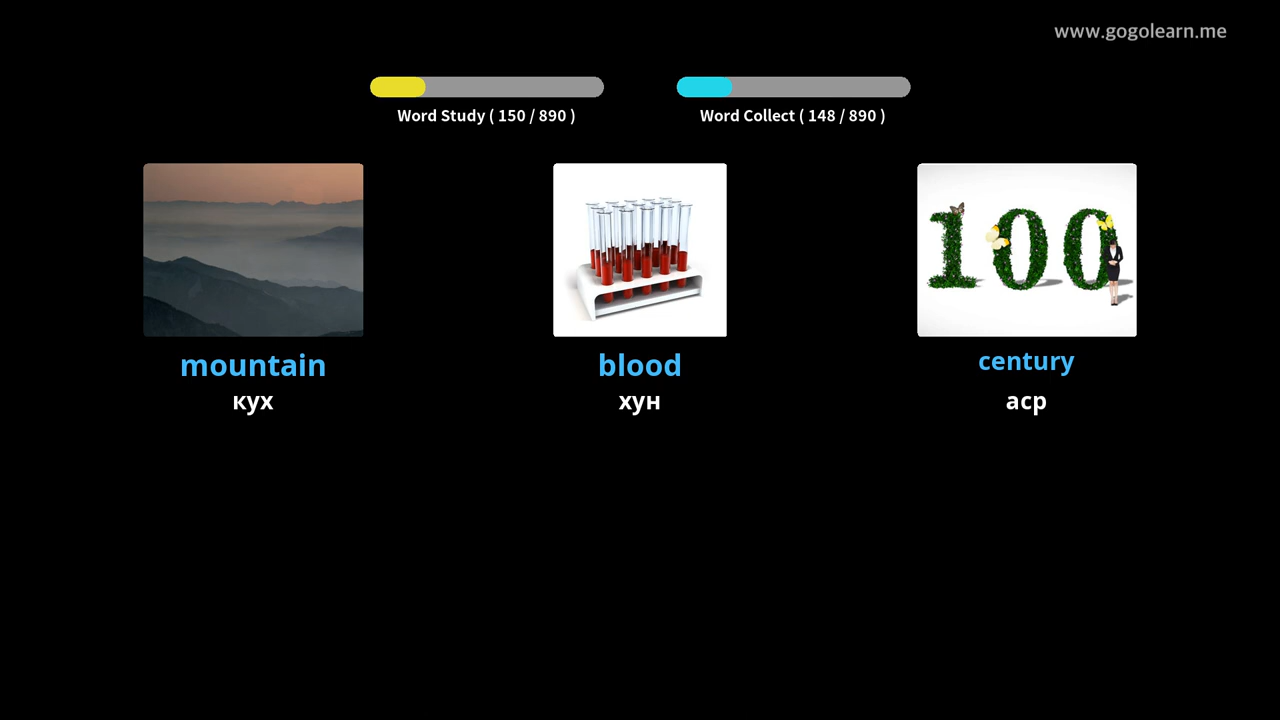 www.gogolearn.me
Word Study ( 150 / 890 )
Word Collect ( 148 / 890 )
100
mountain
blood
century
кух
хун
аср